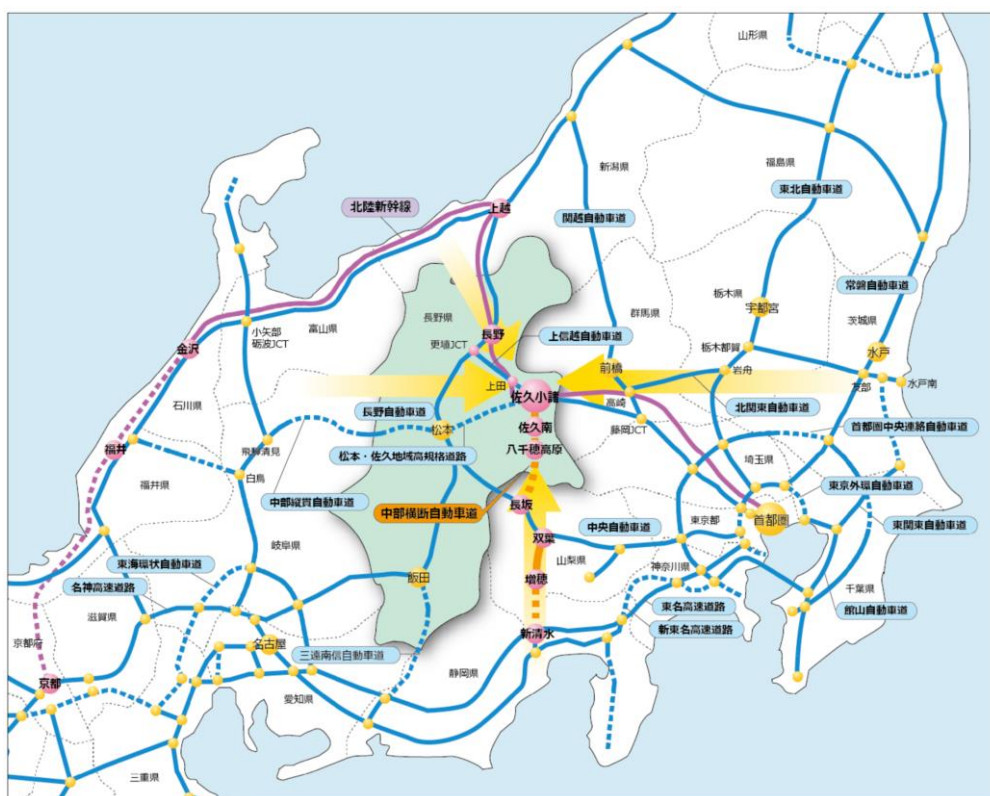 山形県
新潟県
福島県
東北自動車道
北陸新幹線
上越
関越自動車道
栃木県
常磐自動車道
宇都宮
茨城県
群馬県
長野県
富山県
小矢部
砺波JCT
長野
更埴JCT
上信越自動車道
栃木都賀
水戸
金沢
石川県
上田
佐久小諸
前橋
高崎
岩舟
友部
水戸南
北関東自動車道
長野自動車道
松本
佐久南
藤岡JCT
首都圏中央連絡自動車道
福井
飛騨清見
松本・佐久地域高規格道路
八千穂高原
埼玉県
白鳥
福井県
中部縦貫自動車道
中部横断自動車道
長坂
東京外環自動車道
双葉
中央自動車道
東京都
首都圏
東関東自動車道
岐阜県
東海環状自動車道
山梨県
飯田
増穂
神奈川県
名神高速道路
千葉県
滋賀県
東名高速道路
館山自動車道
京都府
名古屋
新清水
新東名高速道路
三遠南信自動車道
静岡県
京都
愛知県
三重県